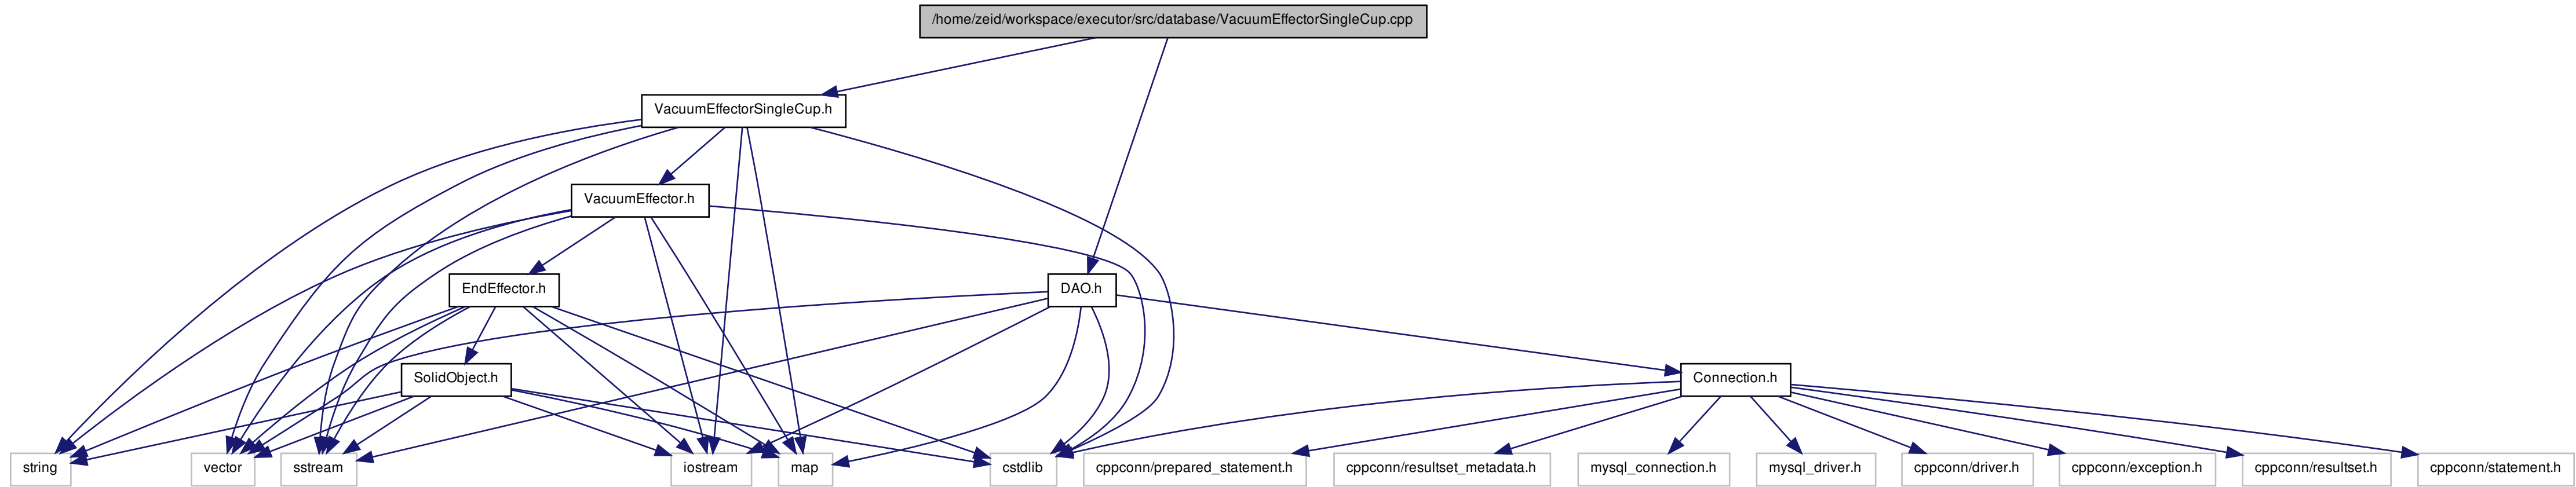 /home/zeid/workspace/executor/src/database/VacuumEffectorSingleCup.cpp
VacuumEffectorSingleCup.h
VacuumEffector.h
EndEffector.h
DAO.h
SolidObject.h
Connection.h
string
vector
sstream
iostream
map
cstdlib
cppconn/prepared_statement.h
cppconn/resultset_metadata.h
mysql_connection.h
mysql_driver.h
cppconn/driver.h
cppconn/exception.h
cppconn/resultset.h
cppconn/statement.h